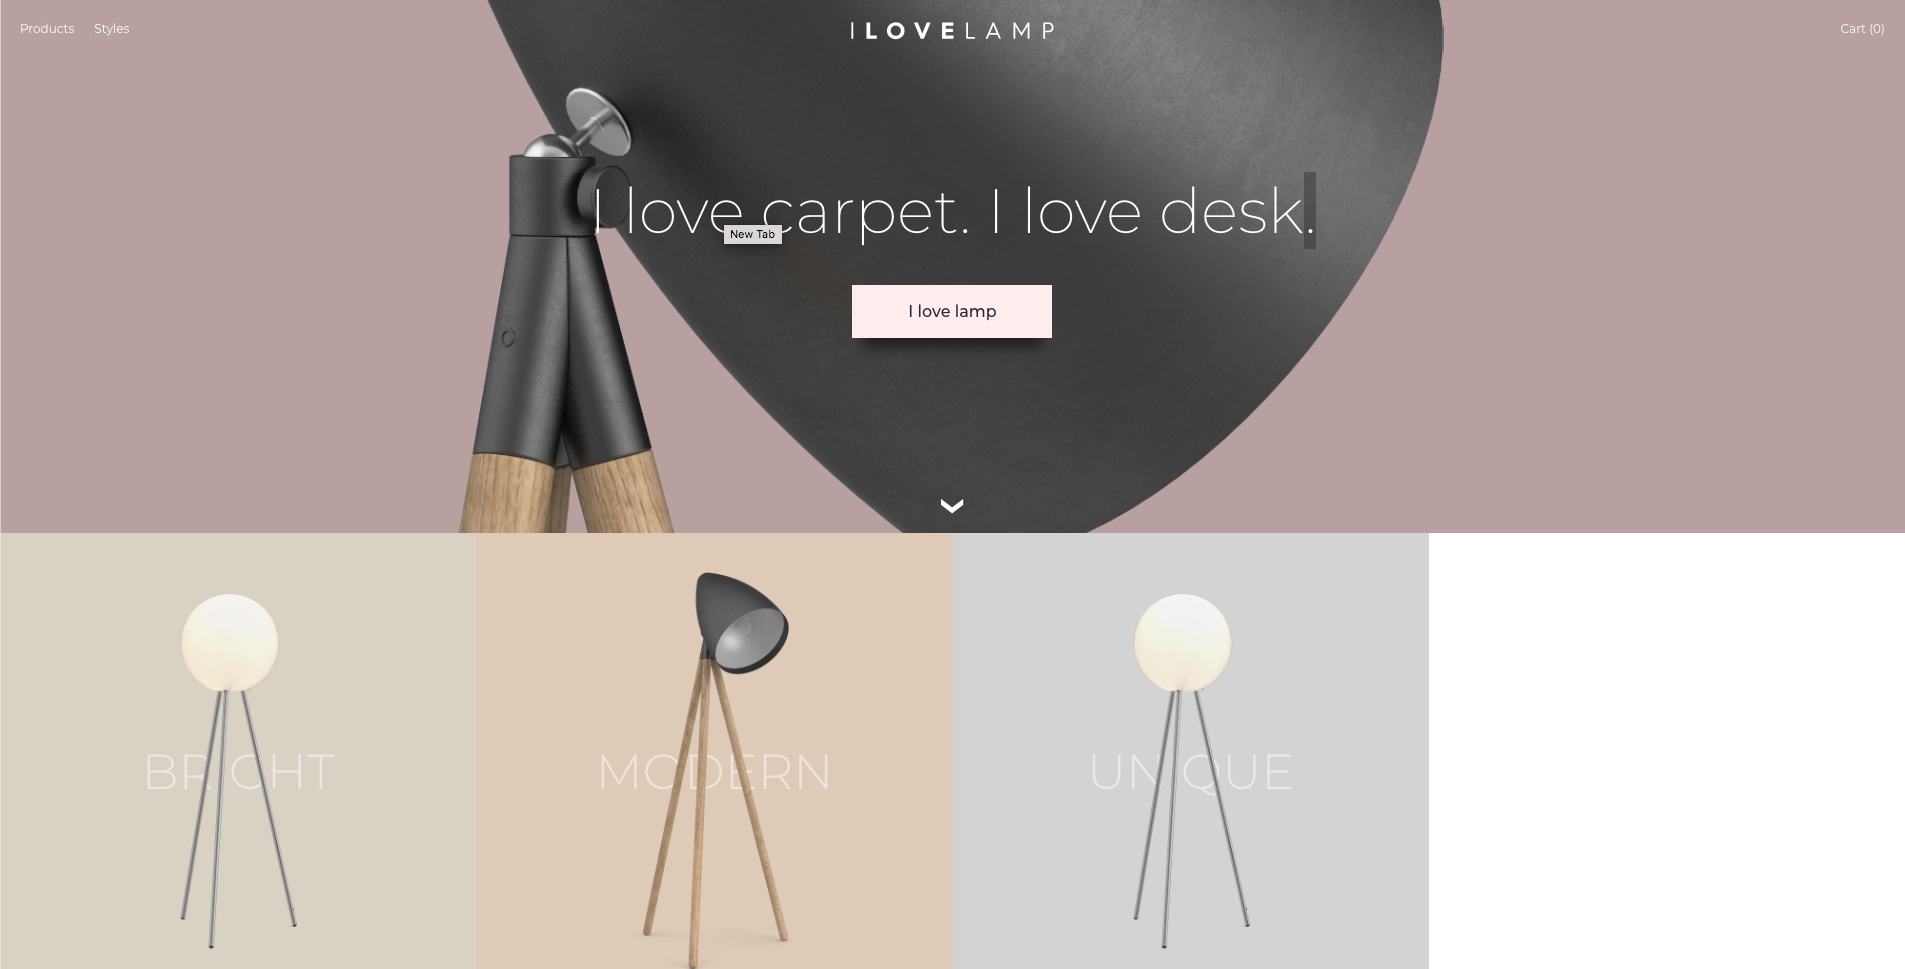 Products Styles
ILOVELAMP
Cart (0)
I love carpet. I love desk.
New Tab
I love lamp
BRIGHT
MODERN
UNIQUE